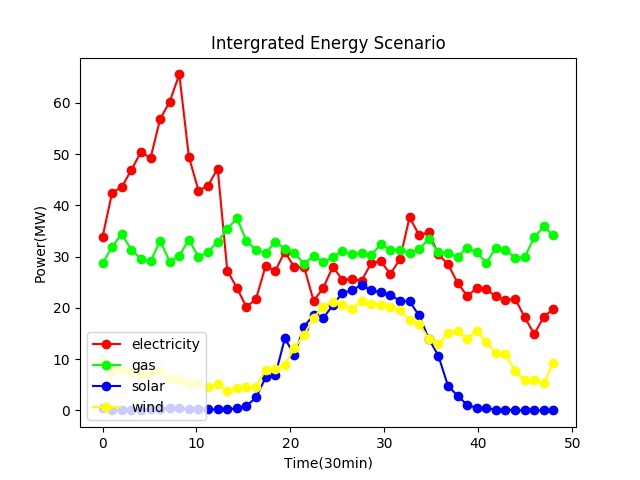 Intergrated Energy Scenario
Power(MW)
60
50
40
30
20
10
0
electricity
gas
solar
wind
0 10 20 30 40 50
Time(30min)